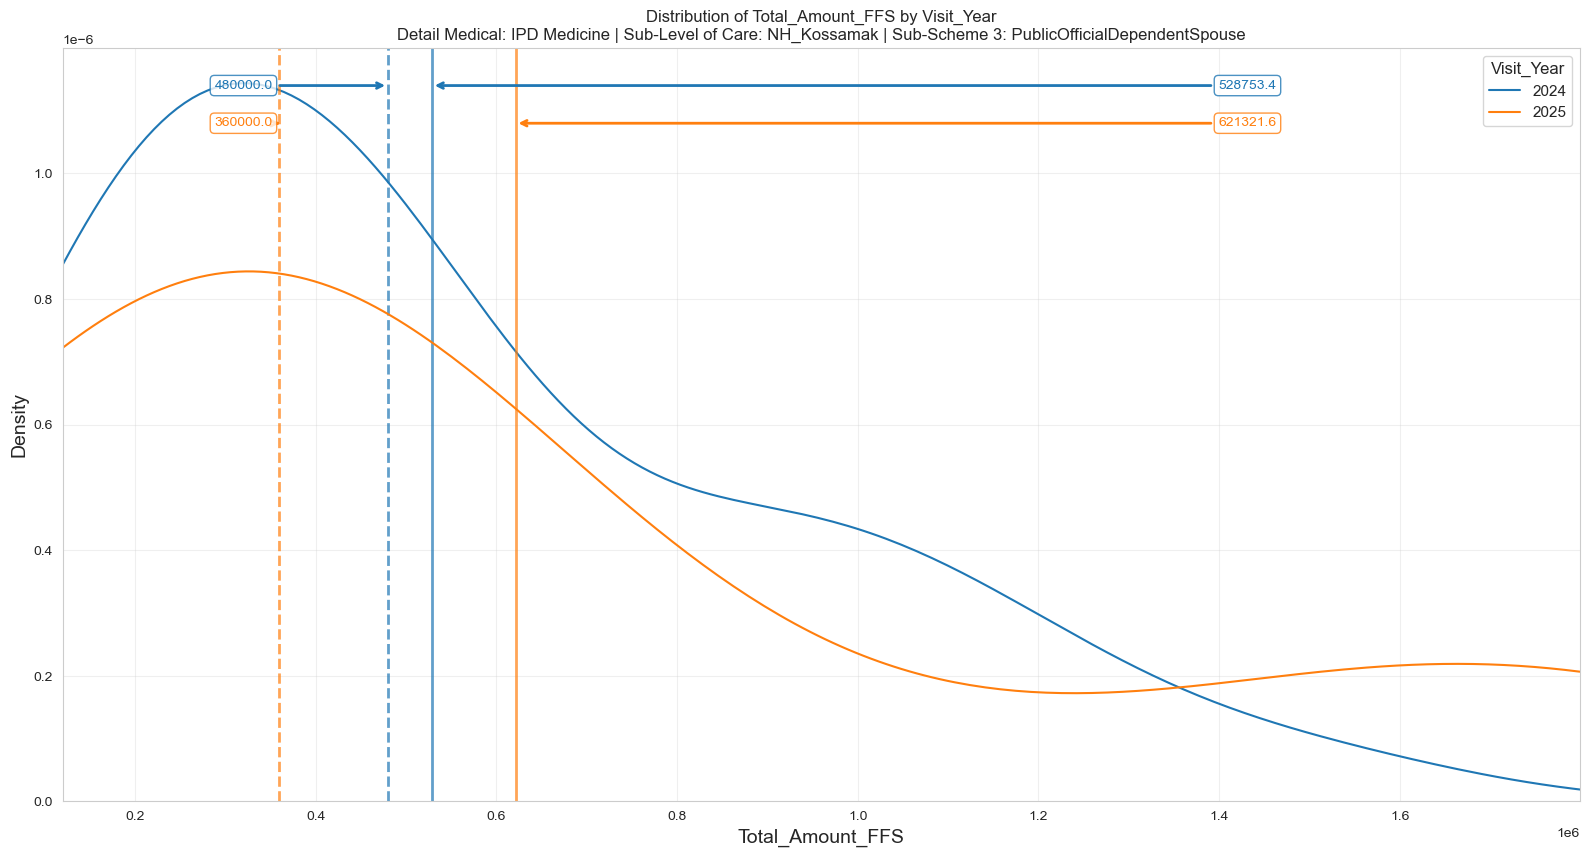 Distribution of Total_Amount_FFS by Visit_Year
Detail Medical: IPD Medicine | Sub-Level of Care: NH_Kossamak | Sub-Scheme 3: PublicOfficialDependentSpouse
1e−6
Visit_Year
2024
2025
480000.0
528753.4
360000.0
621321.6
1.0
0.8
0.6
0.4
0.2
0.0
Density
0.2
0.4
0.6
0.8
1.0
1.2
1.4
1.6
1e6
Total_Amount_FFS